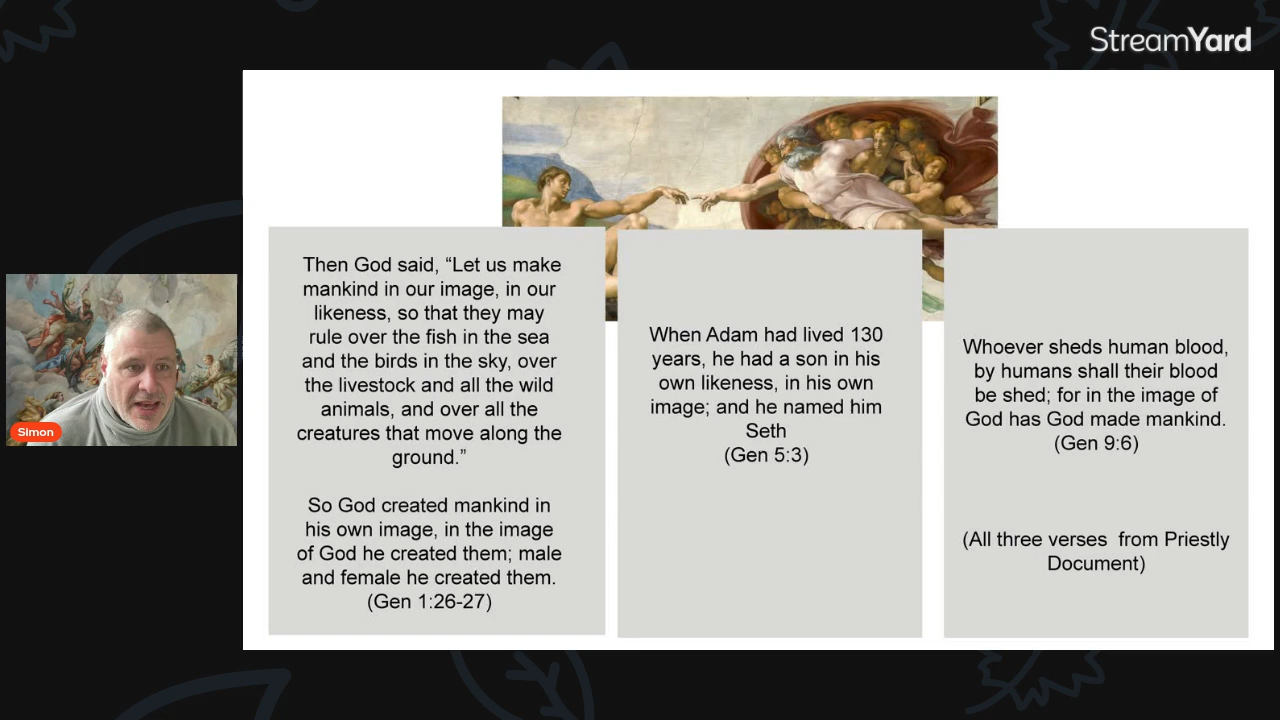 StreamYard
Simon
Then God said, “Let us make
mankind in our image, in our
likeness, so that they may
rule over the fish in the sea
and the birds in the sky, over
the livestock and all the wild
animals, and over all the
creatures that move along the
ground.”
So God created mankind in
his own image, in the image
of God he created them; male
and female he created them.
(Gen 1:26-27)
When Adam had lived 130
years, he had a son in his
own likeness, in his own
image; and he named him
Seth
(Gen 5:3)
Whoever sheds human blood,
by humans shall their blood
be shed; for in the image of
God has God made mankind.
(Gen 9:6)
(All three verses from Priestly
Document)